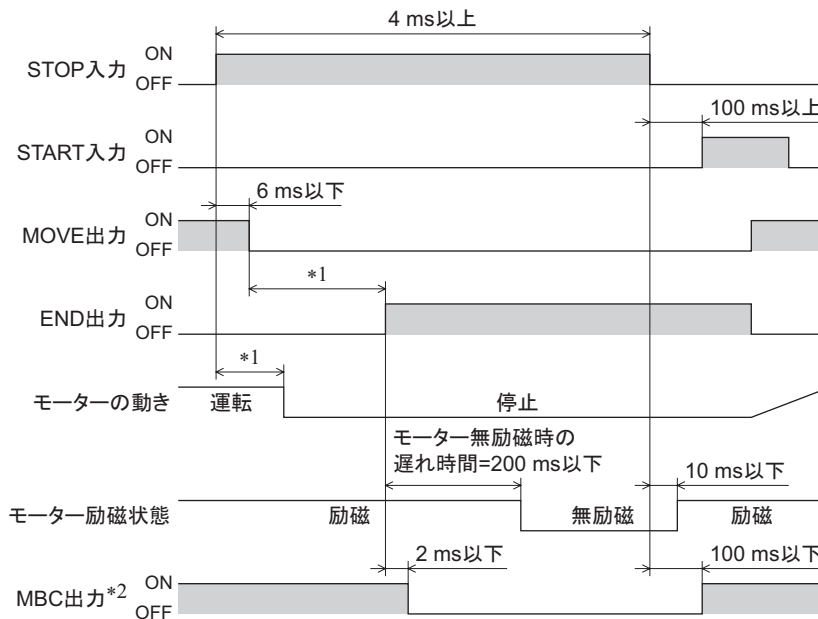 4 ms以上
ON
STOP入力
OFF
100 ms以上
ON
START入力
OFF
6 ms以下
ON
MOVE出力
OFF
*1
ON
END出力
OFF
*1
モーターの動き
運転
停止
モーター無励磁時の
遅れ時間=200 ms以下
10 ms以下
モーター励磁状態
励磁
無励磁
励磁
2 ms以下
100 ms以下
ON
MBC出力*2
OFF